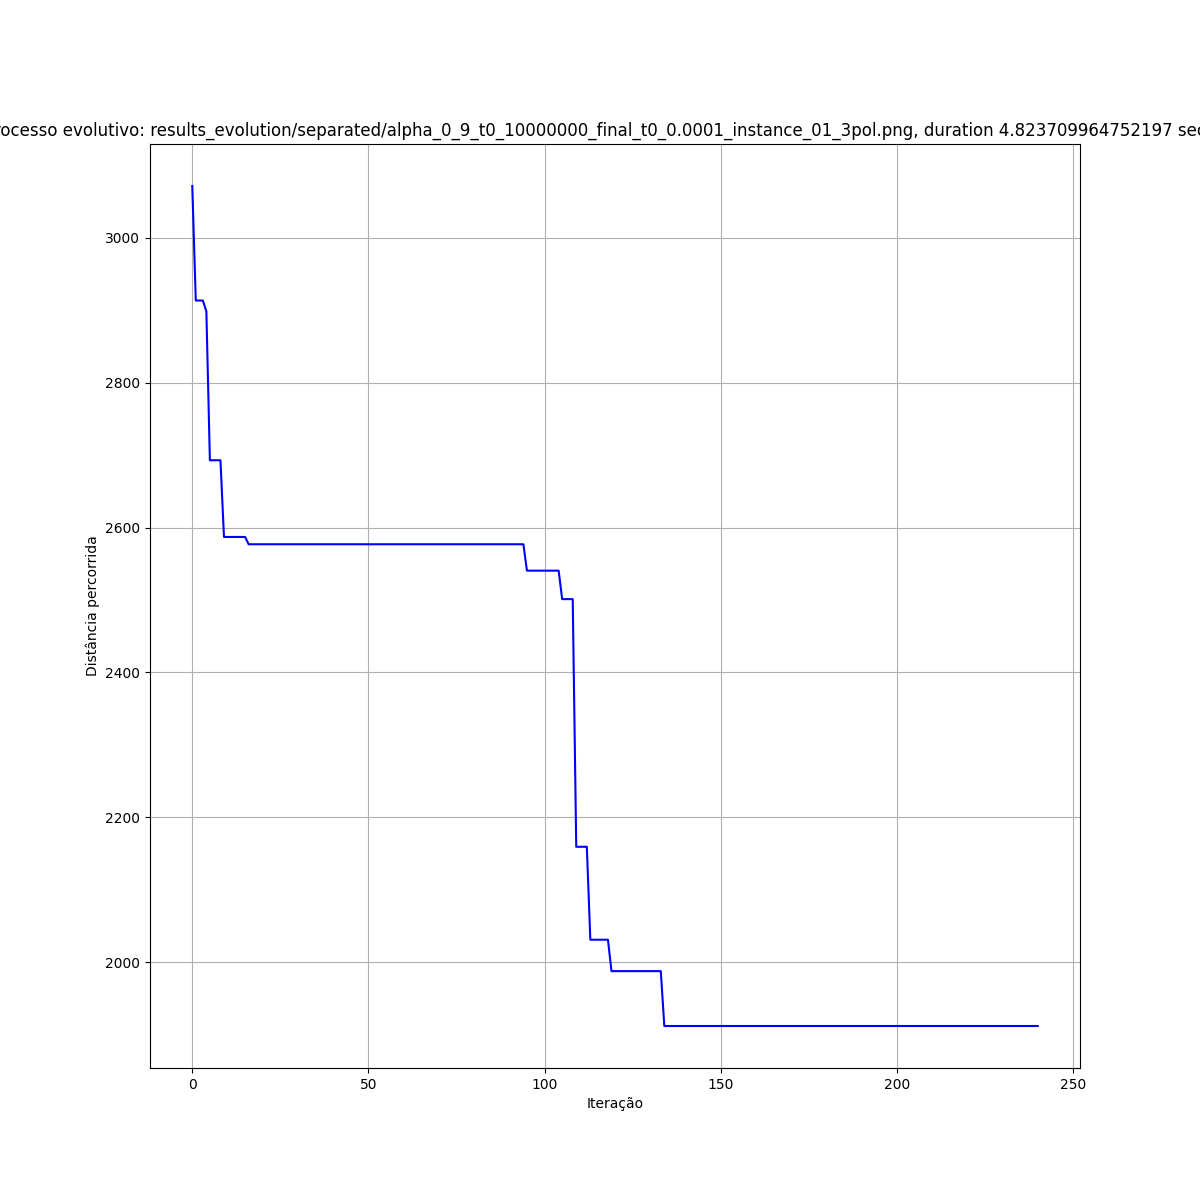 ocesso evolutivo: results_evolution/separated/alpha_0_9_t0_10000000_final_t0_0.0001_instance_01_3pol.png, duration 4.823709964752197 sec
3000
2800
2600
2400
2200
2000
Distância percorrida
0 50 100 150 200 250
Iteração